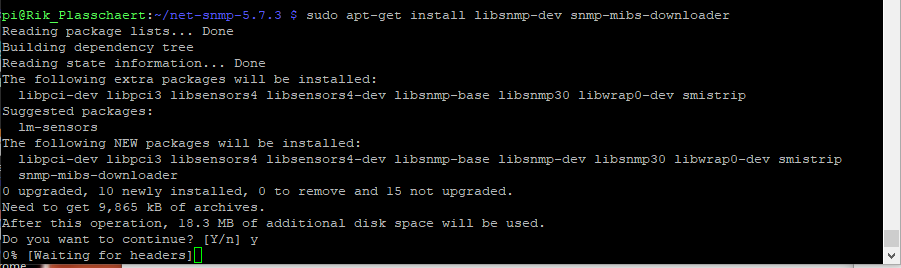 pi@Rik_Plasschaert:~/net-snmp-5.7.3 $ sudo apt-get install libsnmp-dev snmp-mibs-downloader
Reading package lists... Done
Building dependency tree
Reading state information... Done
The following extra packages will be installed:
  libpci-dev libpci3 libsensors4 libsensors4-dev libsnmp-base libsnmp30 libwrap0-dev smistrip
Suggested packages:
  lm-sensors
The following NEW packages will be installed:
  libpci-dev libpci3 libsensors4 libsensors4-dev libsnmp-base libsnmp-dev libsnmp30 libwrap0-dev smistrip
  snmp-mibs-downloader
0 upgraded, 10 newly installed, 0 to remove and 15 not upgraded.
Need to get 9,865 kB of archives.
After this operation, 18.3 MB of additional disk space will be used.
Do you want to continue? [Y/n] y
0% [Waiting for headers]